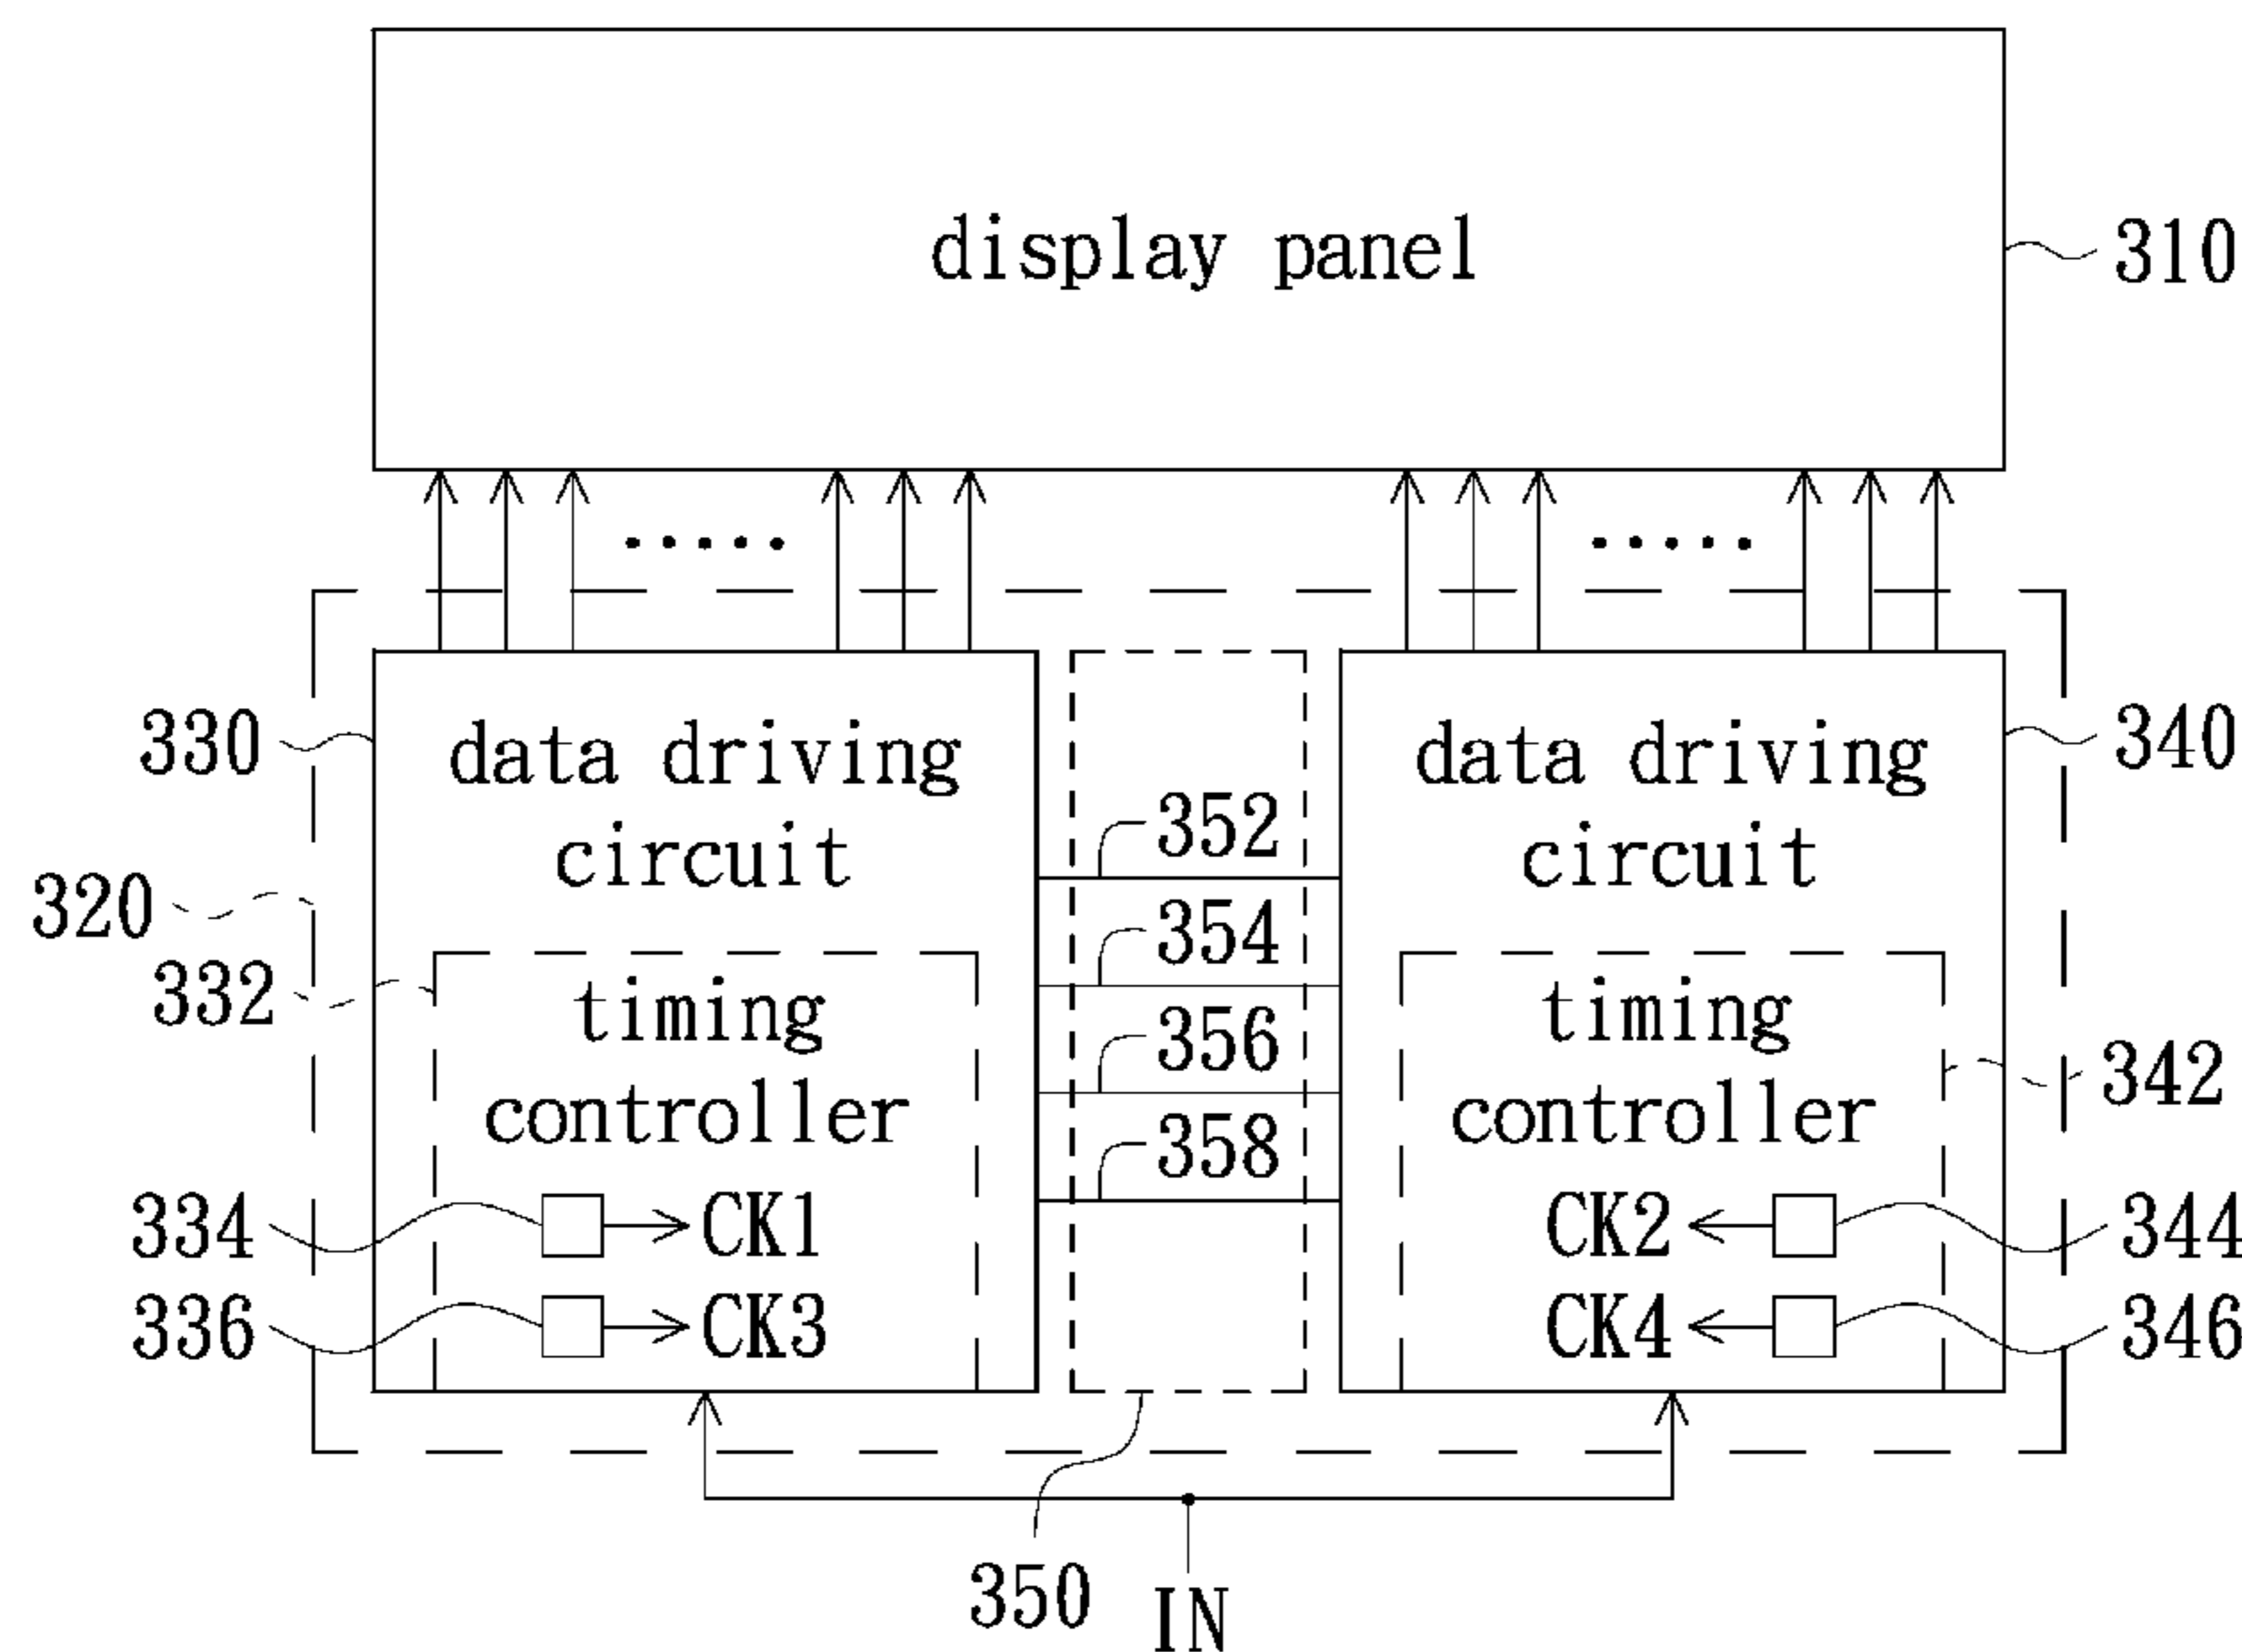 display panel
310
330
data driving
circuit
data driving
circuit
340
320
352
354
356
358
332
timing
controller
timing
controller
342
334
CK1
CK2
344
336
CK3
CK4
346
350
IN